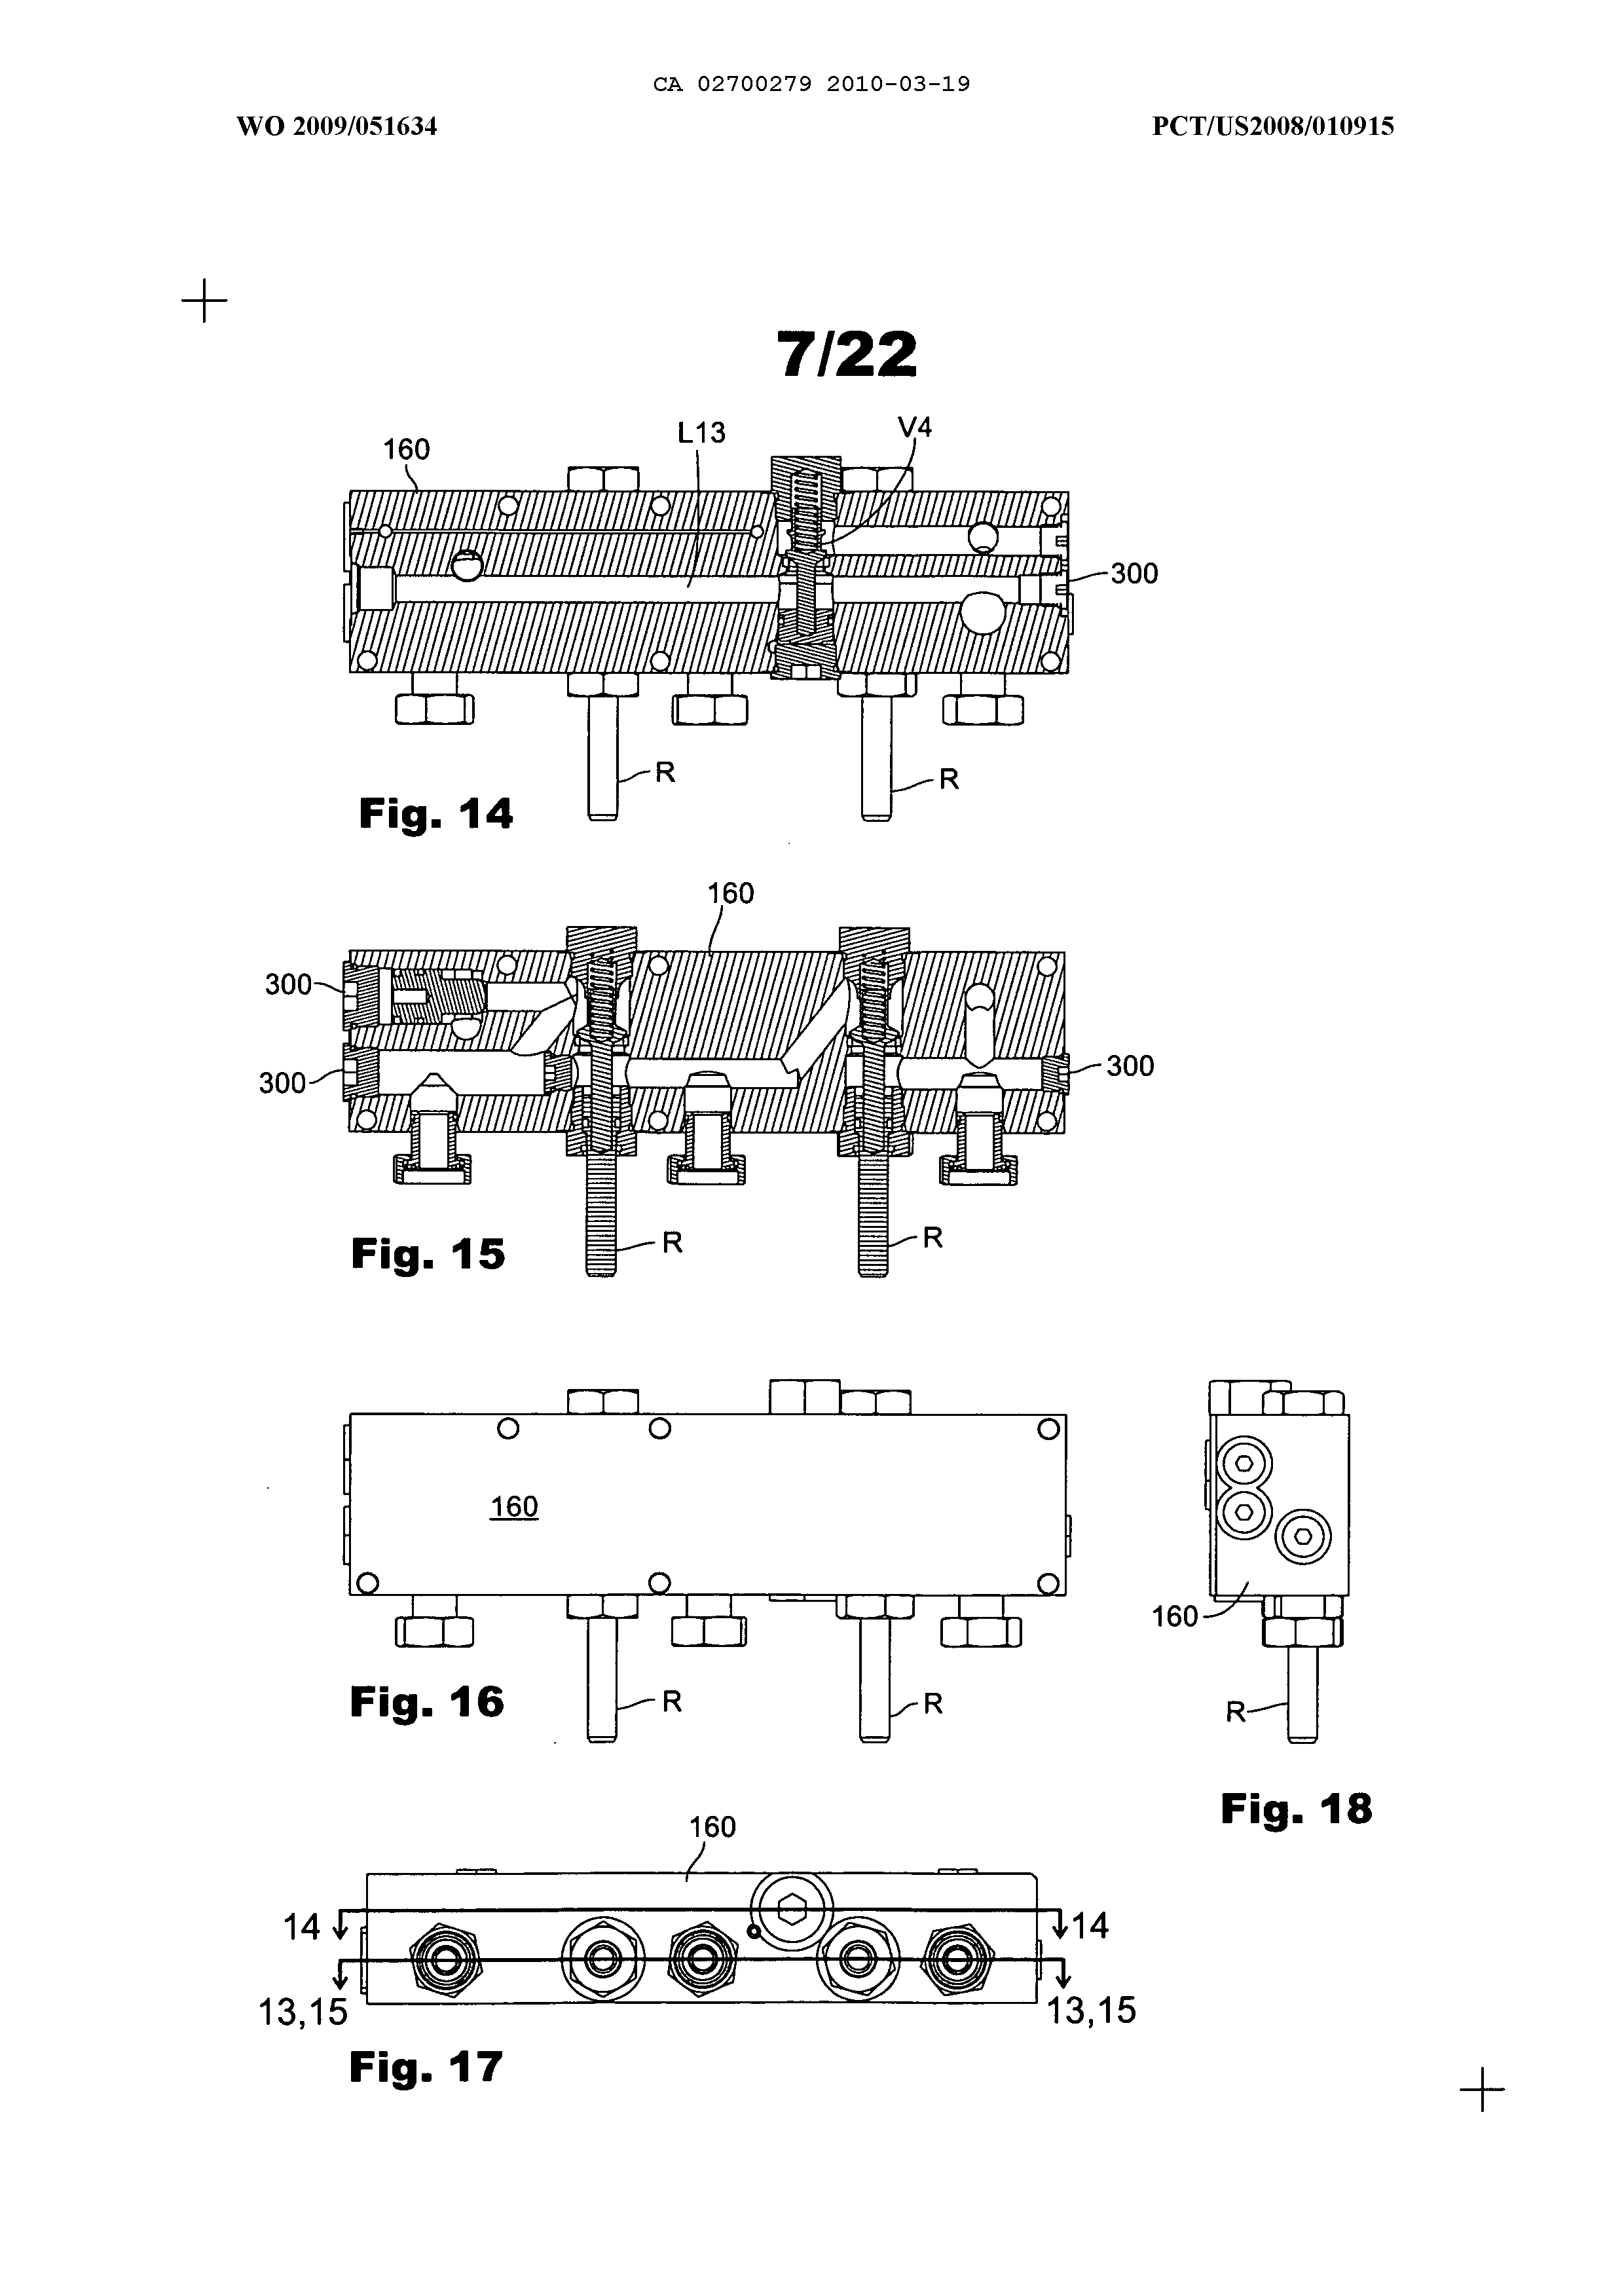 CA 02700279 2010-03-19
WO 2009/051634 PCT/US2008/010915
7/22
160 L13 V4
300
R R
Fig. 14
160
300
300 300
R R
Fig. 15
160
160
R R R
Fig. 16
Fig. 18
160
14 14
13,15 13,15
Fig. 17